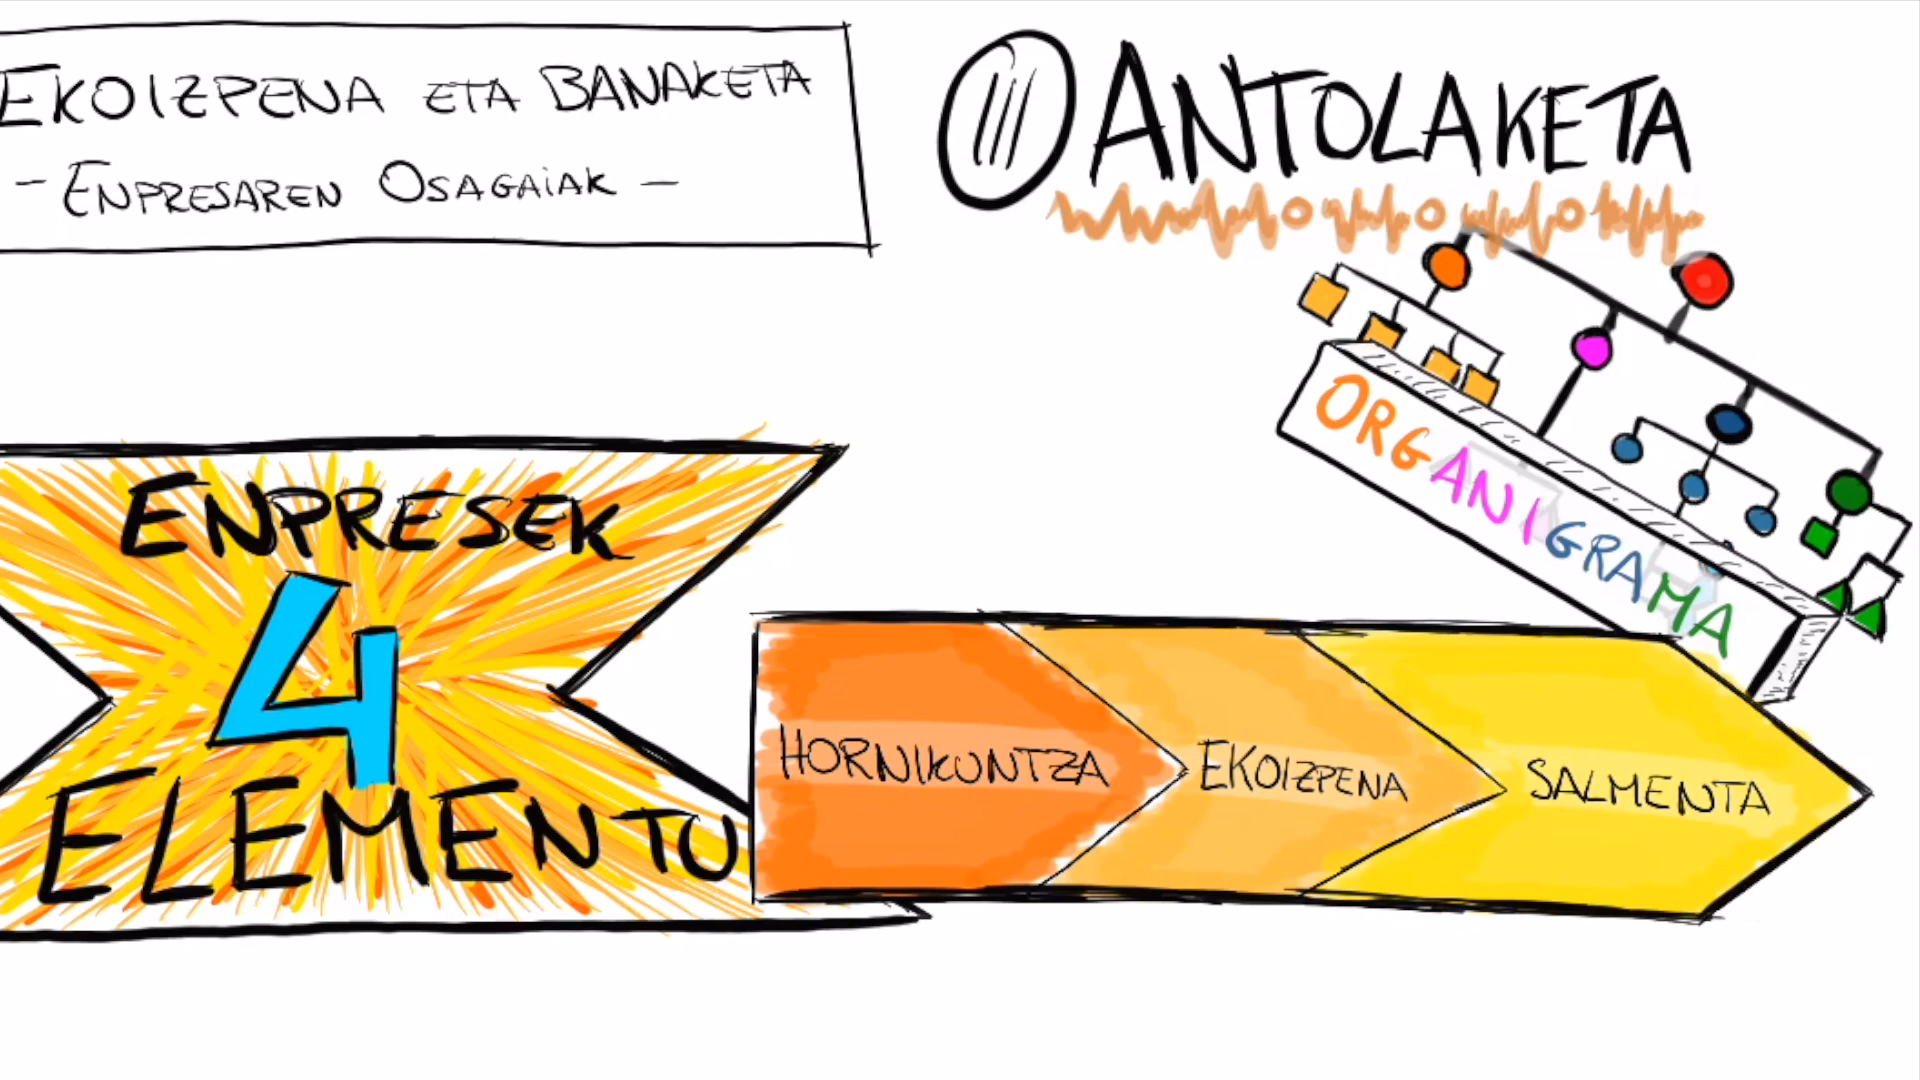 EKOIZPENA ETA BANAKETA
- ENPRESAREN OSAGAIAK -
III ANTOLAKETA
ORGANIGRAMA
ENPRESEK
4
ELEMENTU
HORNIKUNTZA
EKOIZPENA
SALMENTA